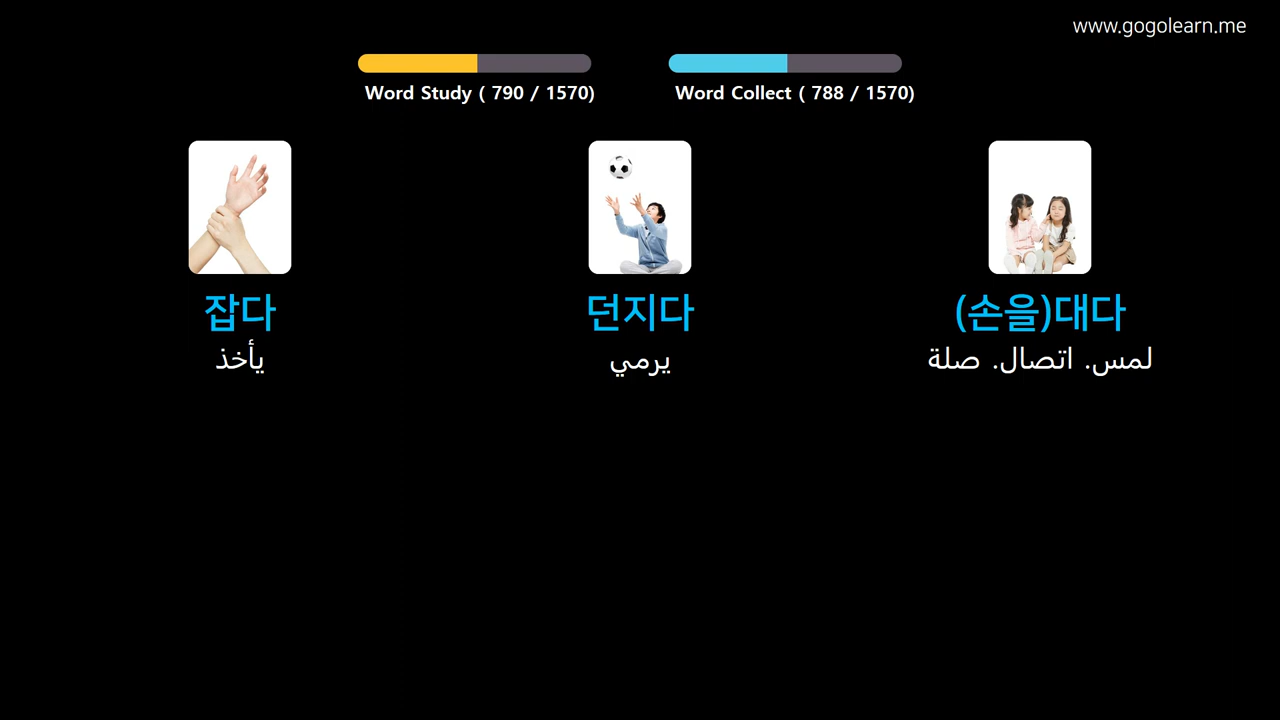 www.gogolearn.me
Word Study ( 790 / 1570)
Word Collect ( 788 / 1570)
잡다
يأخذ
던지다
يرمي
(손을)대다
لمس. اتصال. صلة